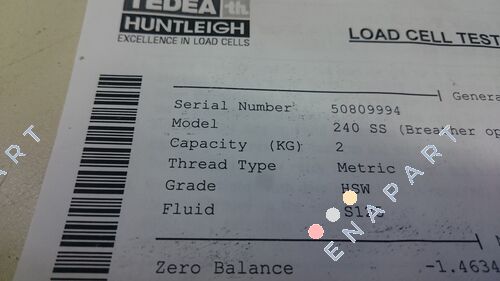 TEDEA
HUNTLEIGH
EXCELLENCE IN LOAD CELLS
LOAD CELL TEST
Genera
Serial Number 50809994
Model 240 SS (Breather op
Capacity (KG) 2
Thread Type Metric
Grade HSW
Fluid
Zero Balance -1.4634
ENAPART
PART